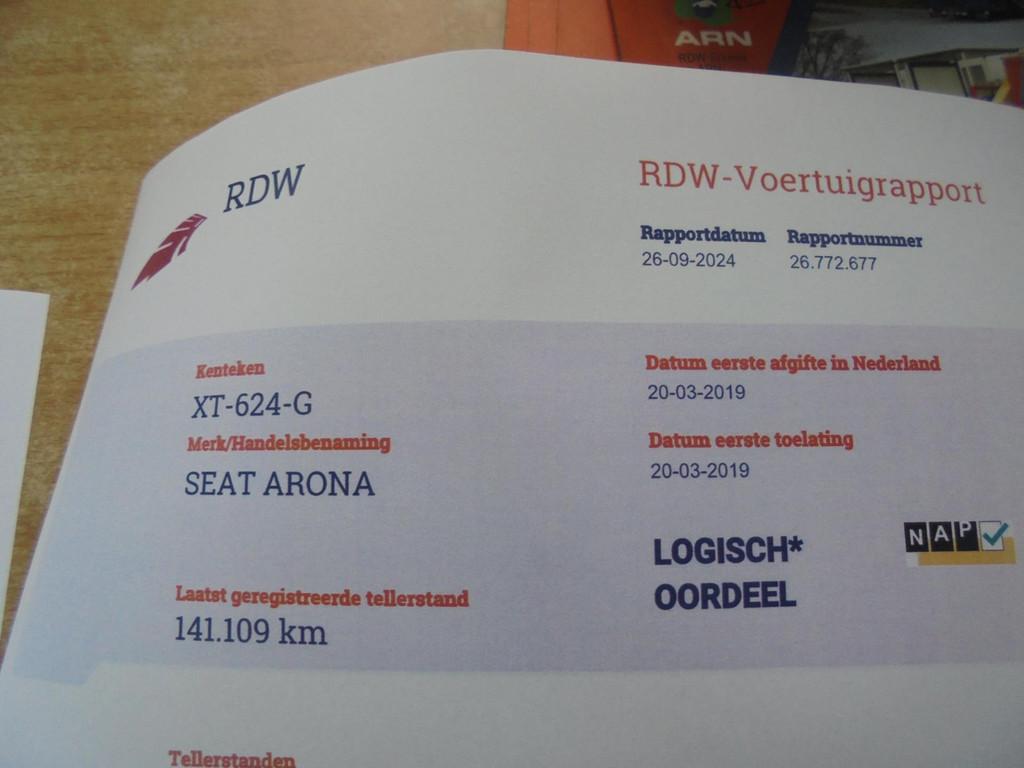 ARN
RDW
RDW-Voertuigrapport
Rapportdatum Rapportnummer
26-09-2024 26.772.677
Kenteken
XT-624-G
Merk/Handelsbenaming
SEAT ARONA
Laatst geregistreerde tellerstand
141.109 km
Datum eerste afgifte in Nederland
20-03-2019
Datum eerste toelating
20-03-2019
LOGISCH*
OORDEEL
NAP
Tellerstanden